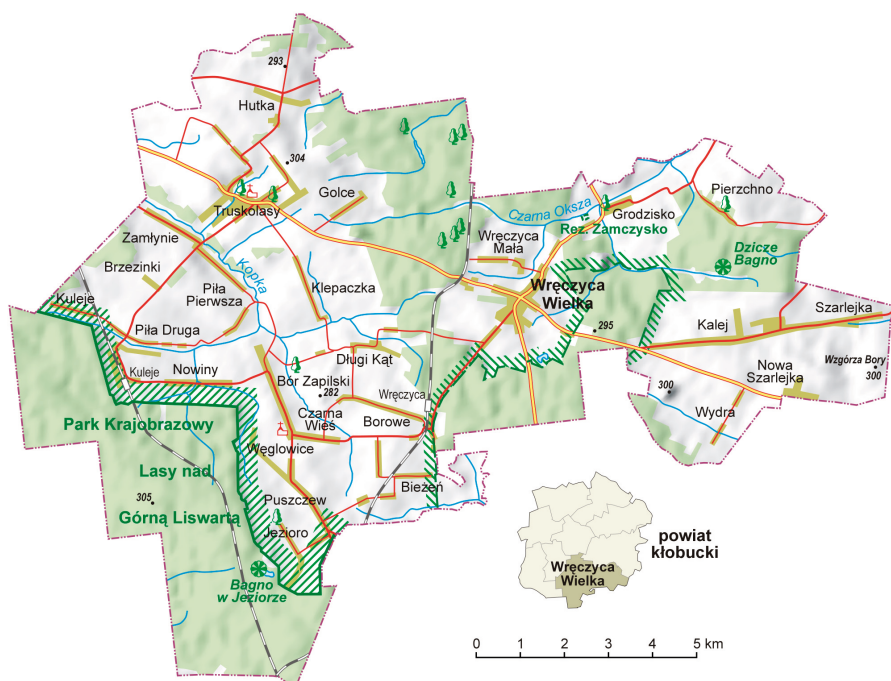 293
Hutka
304
Golce
Truskolasy
Zamłynie
Brzezinki
Kopka
Piła
Pierwsza
Klepaczka
Kuleje
Piła Druga
Kuleje
Nowiny
Długi Kąt
Bór Zapilski
282
Wręczyca
Czarna
Wieś
Borowe
Park Krajobrazowy
Węglowice
Lasy nad
Bieżeń
305
Górną Liswartą
Puszczew
Jezioro
Bagno
w Jeziorze
Czarna Oksza
Wręczyca
Mała
Grodzisko
Rez. Zamczysko
Pierzchno
Dzicze
Bagno
Wręczyca
Wielka
295
Kalej
Szarlejka
Nowa
Szarlejka
Wzgórza Bory
300
300
Wydra
powiat
kłobucki
Wręczyca
Wielka
0 1 2 3 4 5 km